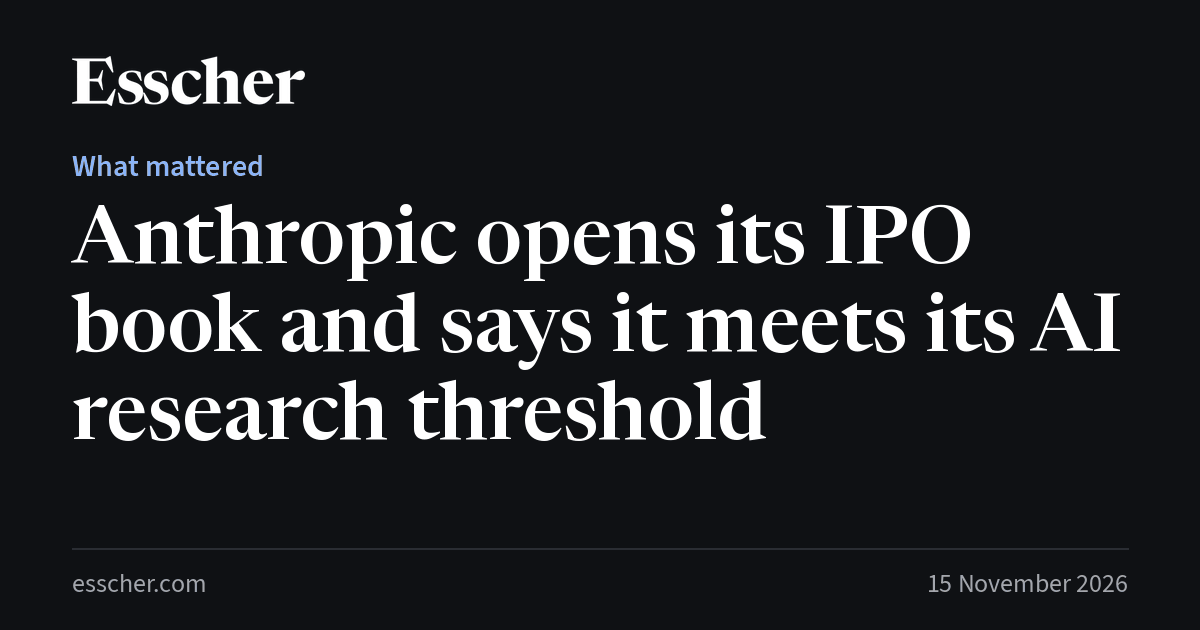 Esscher
What mattered
Anthropic opens its IPO
book and says it meets its AI
research threshold
esscher.com
15 November 2026